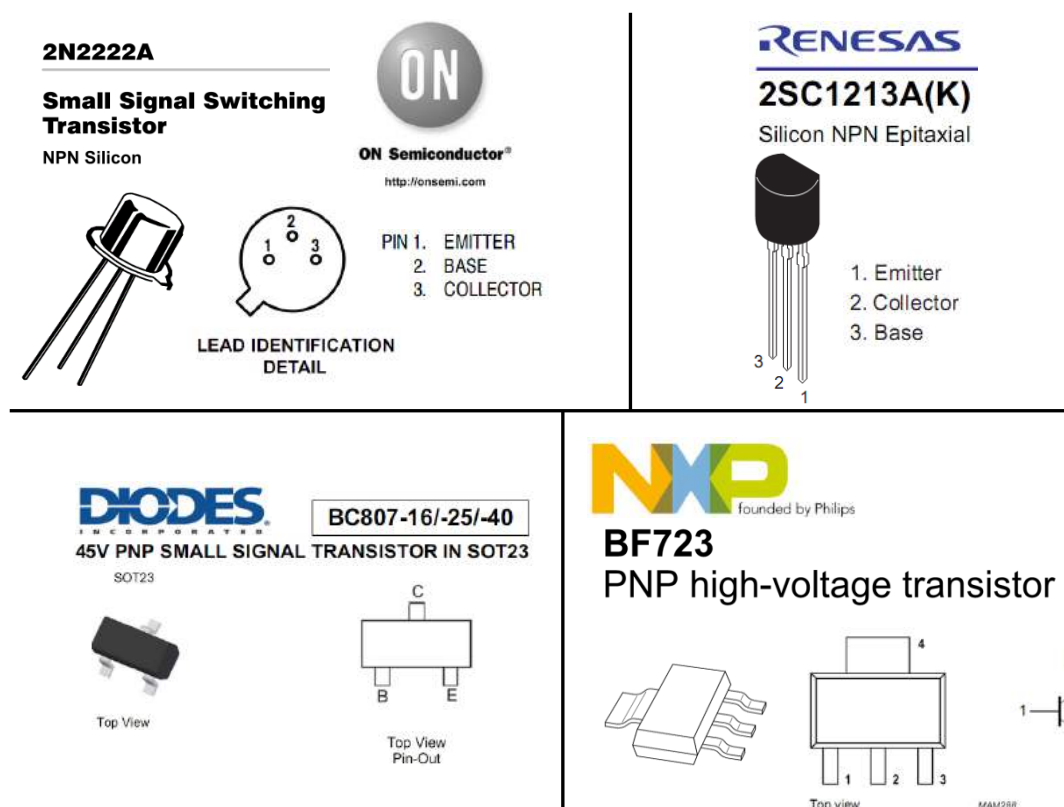 2N2222A
Small Signal Switching
Transistor
NPN Silicon
ON
ON Semiconductor®
http://onsemi.com
1 2 3
PIN 1. EMITTER
2. BASE
3. COLLECTOR
LEAD IDENTIFICATION
DETAIL
RENESAS
2SC1213A(K)
Silicon NPN Epitaxial
1. Emitter
2. Collector
3. Base
3
2
1
DIODES
INCORPORATED
BC807-16/-25/-40
45V PNP SMALL SIGNAL TRANSISTOR IN SOT23
SOT23
Top View
C
B E
Top View
Pin-Out
NXP
founded by Philips
BF723
PNP high-voltage transistor
4
1 2 3
Top view MAM288
1